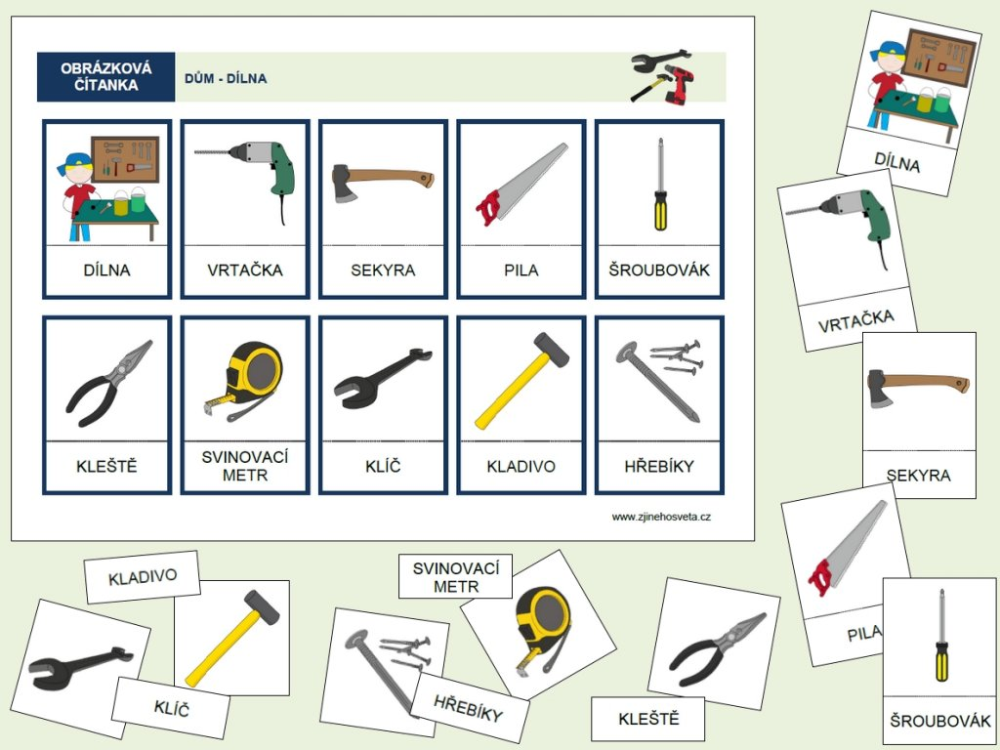 OBRÁZKOVÁ
ČÍTANKA
DŮM - DÍLNA
DÍLNA
VRTAČKA
SEKYRA
PILA
ŠROUBOVÁK
KLEŠTĚ
SVINOVACÍ
METR
KLÍČ
KLADIVO
HŘEBÍKY
www.zjinehosveta.cz
DÍLNA
VRTAČKA
SEKYRA
PILA
ŠROUBOVÁK
KLADIVO
KLÍČ
SVINOVACÍ
METR
HŘEBÍKY
KLEŠTĚ